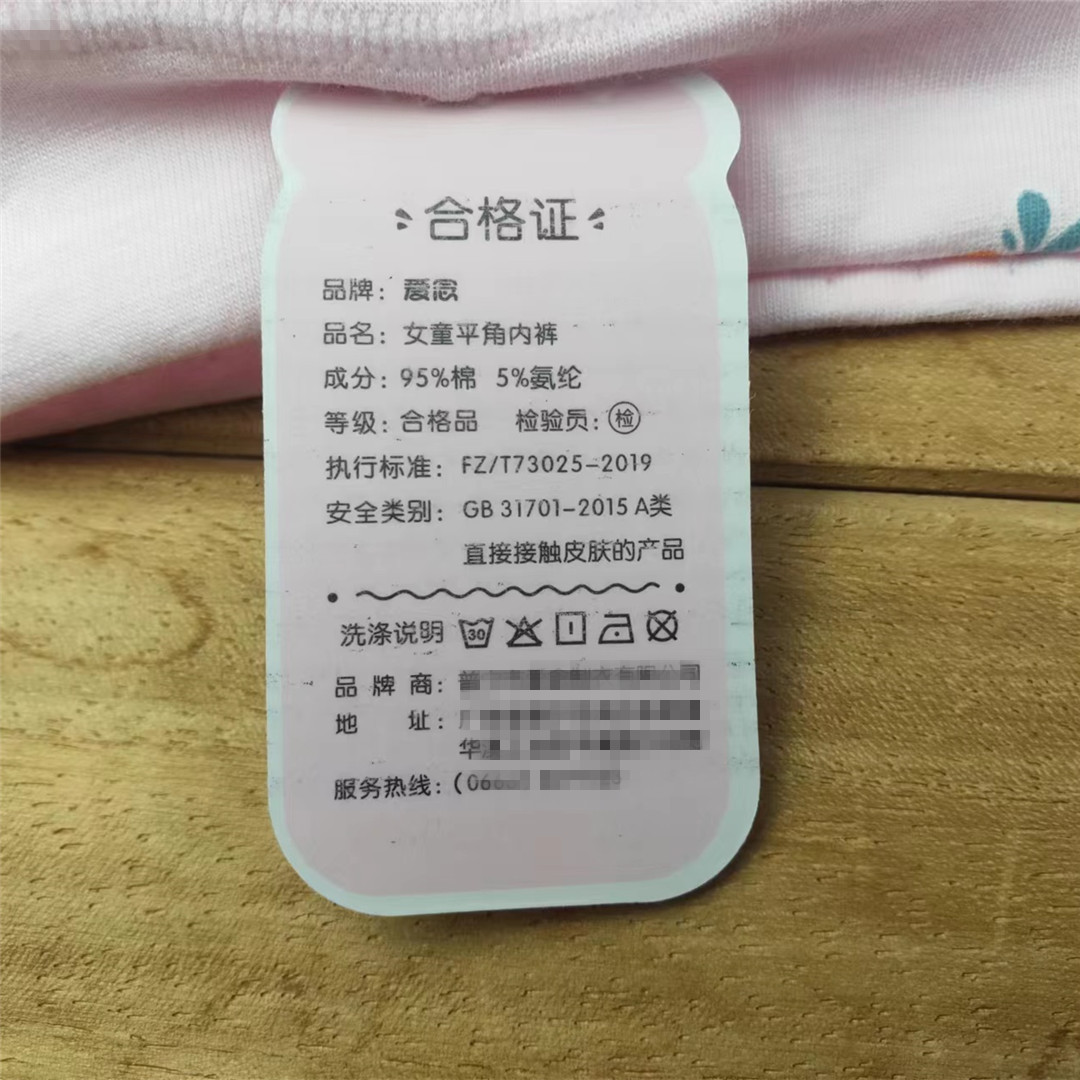 合格证
品牌：爱恋
品名：女童平角内裤
成分：95%棉 5%氨纶
等级：合格品 检验员：检
执行标准：FZ/T73025-2019
安全类别：GB 31701-2015 A类
直接接触皮肤的产品
洗涤说明 30
品牌商：
地址：
服务热线：(066